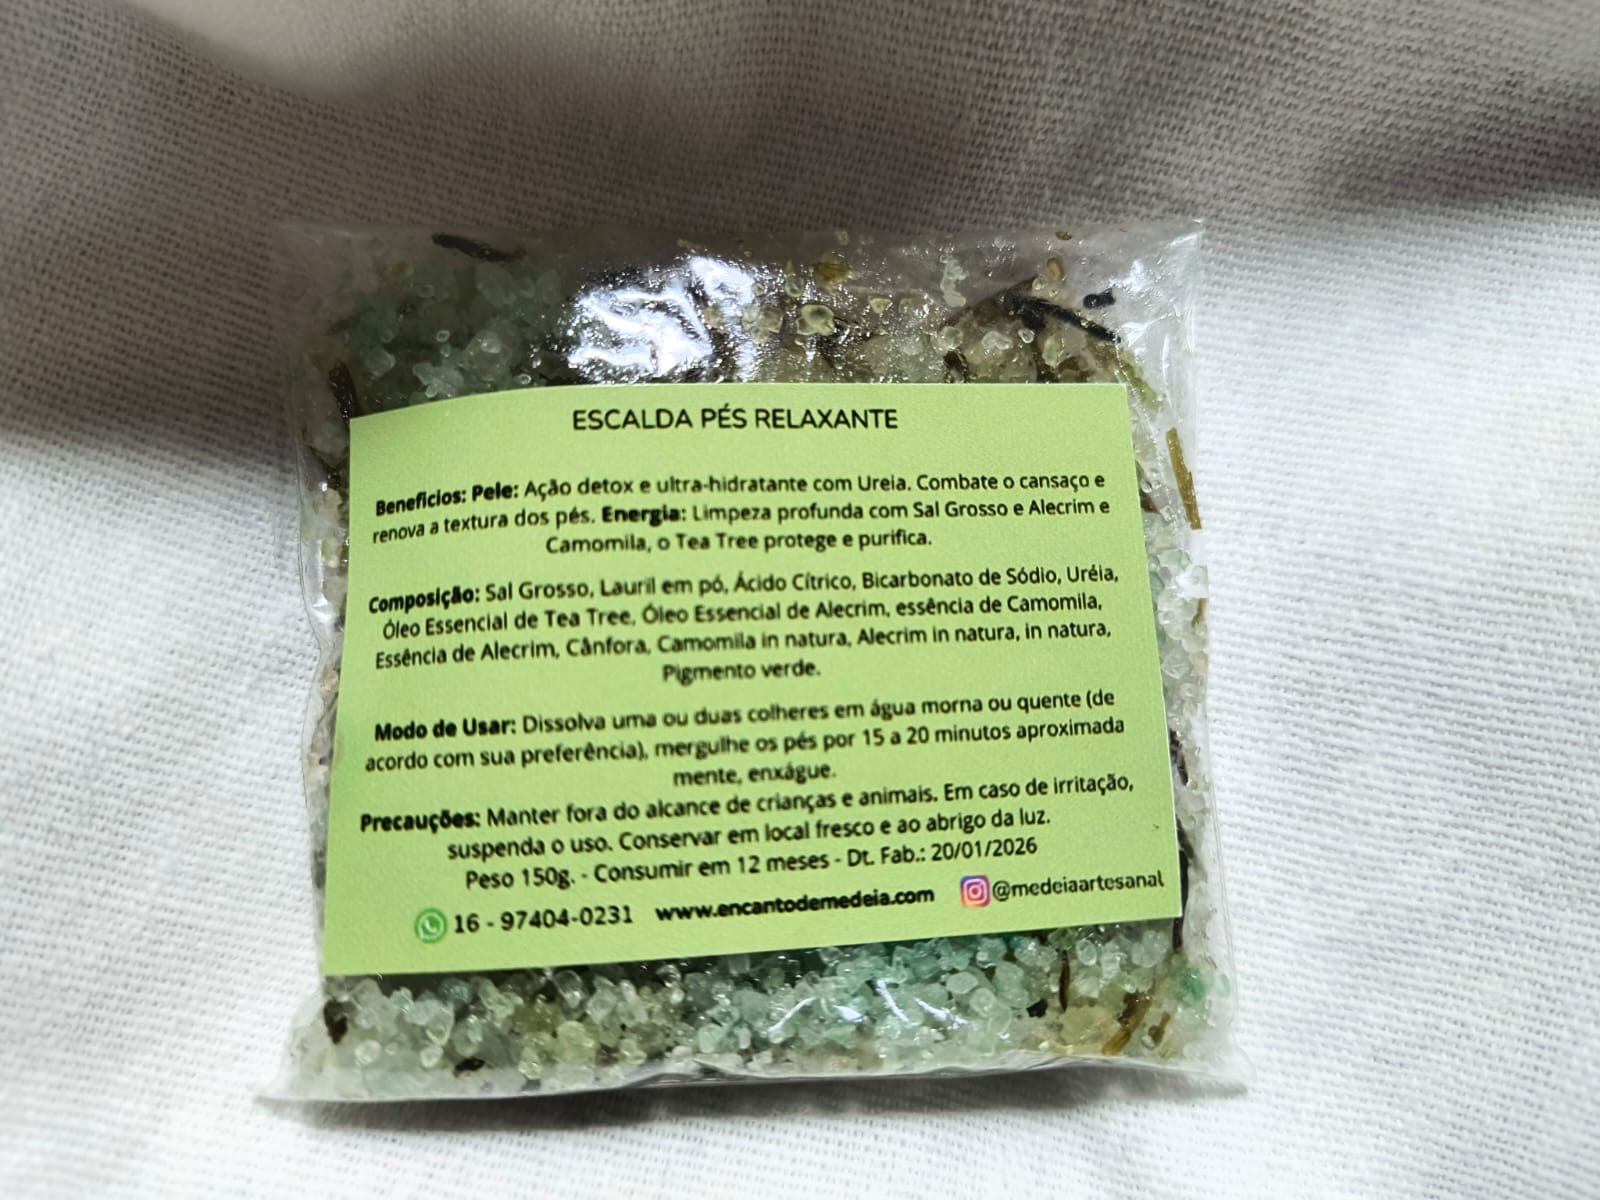 ESCALDA PÉS RELAXANTE
Beneficios: Pele: Ação detox e ultra-hidratante com Ureia. Combate o cansaço e
renova a textura dos pés. Energia: Limpeza profunda com Sal Grosso e Alecrim e
Camomila, o Tea Tree protege e purifica.
Composição: Sal Grosso, Lauril em pó, Ácido Cítrico, Bicarbonato de Sódio, Uréia,
Óleo Essencial de Tea Tree, Óleo Essencial de Alecrim, essência de Camomila,
Essência de Alecrim, Cânfora, Camomila in natura, Alecrim in natura, in natura,
Pigmento verde.
Modo de Usar: Dissolva uma ou duas colheres em água morna ou quente (de
acordo com sua preferência), mergulhe os pés por 15 a 20 minutos aproximada
mente, enxágue.
Precauções: Manter fora do alcance de crianças e animais. Em caso de irritação,
suspenda o uso. Conservar em local fresco e ao abrigo da luz.
Peso 150g. - Consumir em 12 meses - Dt. Fab.: 20/01/2026
16 - 97404-0231 www.encantodemedeia.com @medeiaartesanal